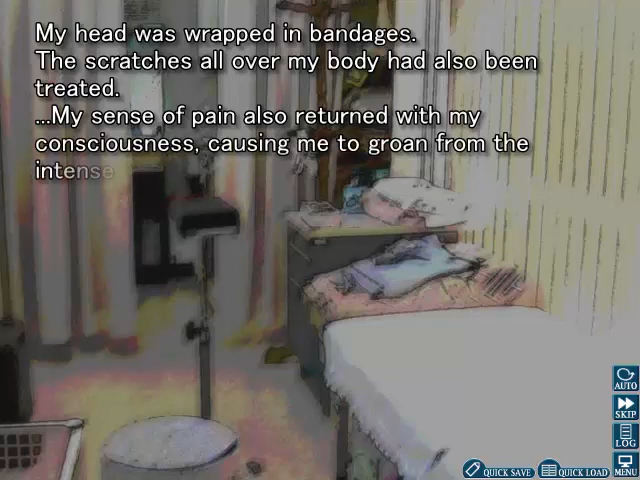 My head was wrapped in bandages.
The scratches all over my body had also been
treated.
...My sense of pain also returned with my
consciousness, causing me to groan from the
intense
AUTO
SKIP
LOG
MENU
QUICK SAVE
QUICK LOAD